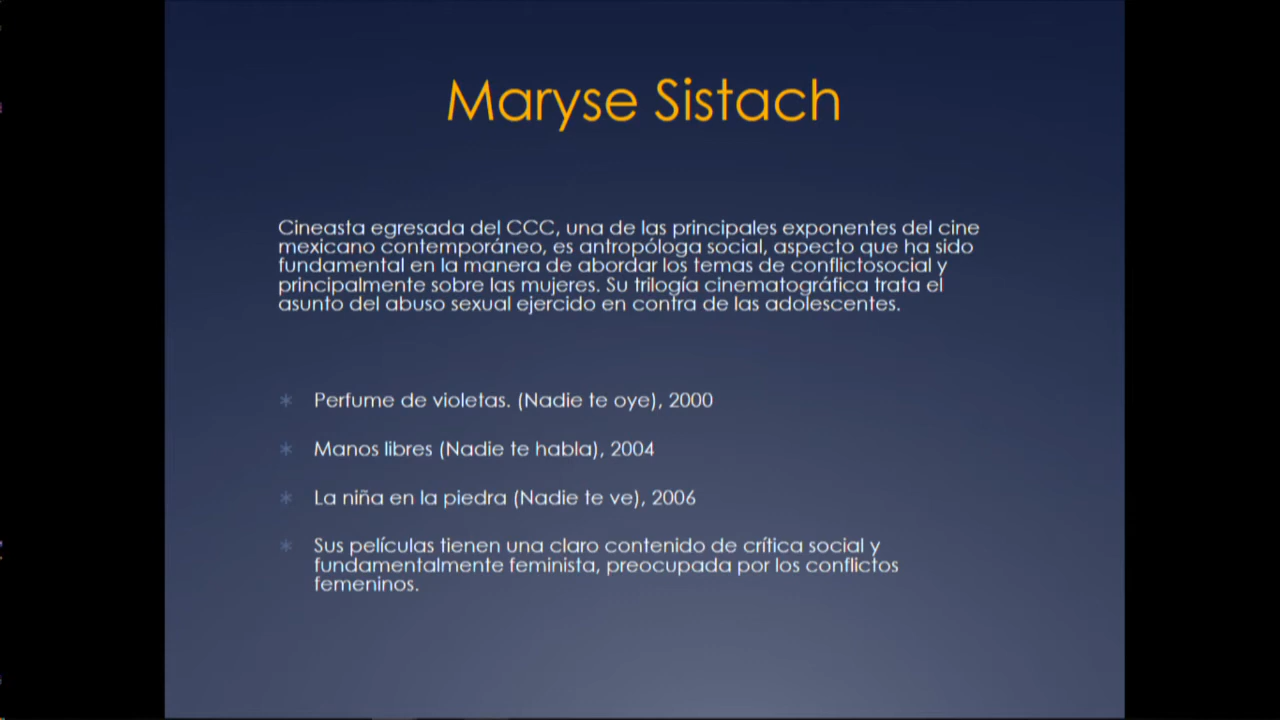 Maryse Sistach
Cineasta egresada del CCC, una de las principales exponentes del cine
mexicano contemporáneo, es antropóloga social, aspecto que ha sido
fundamental en la manera de abordar los temas de conflictosocial y
principalmente sobre las mujeres. Su trilogía cinematográfica trata el
asunto del abuso sexual ejercido en contra de las adolescentes.
* Perfume de violetas. (Nadie te oye), 2000
* Manos libres (Nadie te habla), 2004
* La niña en la piedra (Nadie te ve), 2006
* Sus películas tienen una claro contenido de crítica social y
fundamentalmente feminista, preocupada por los conflictos
femeninos.